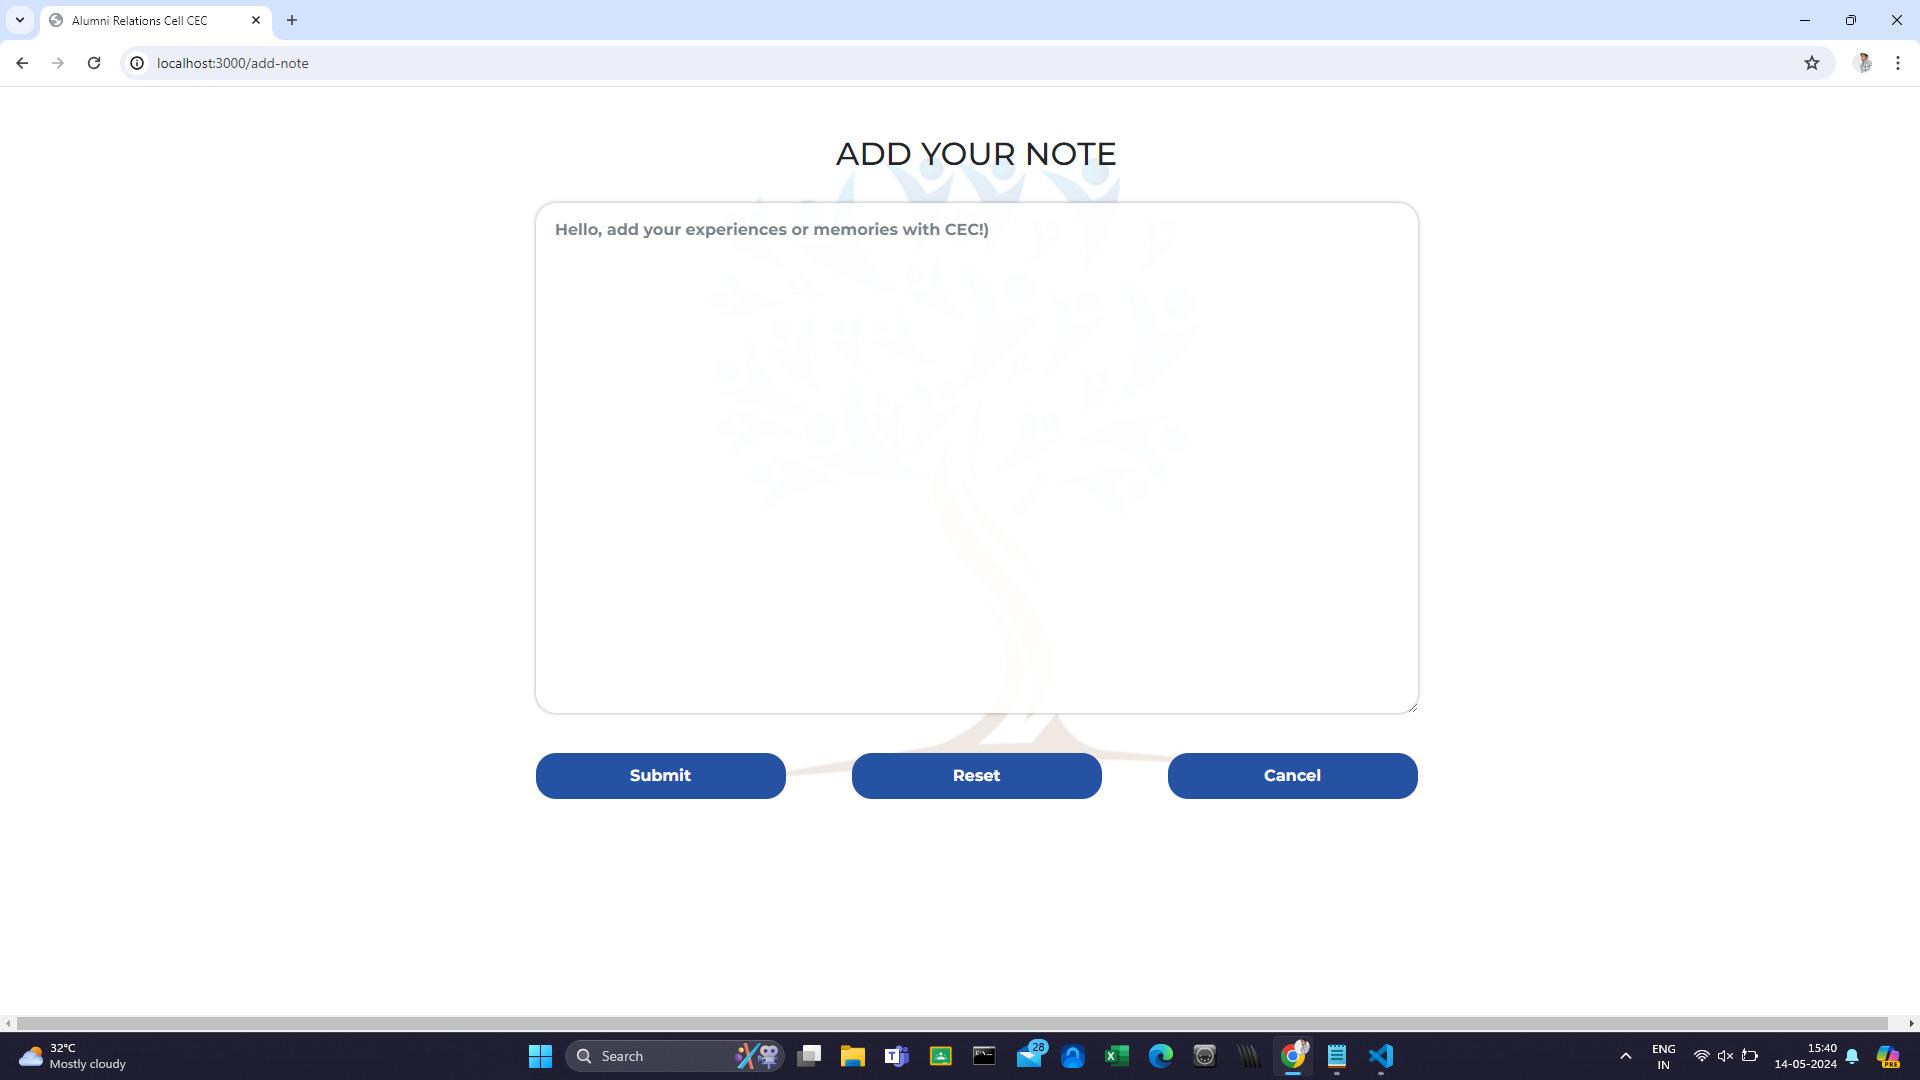 Alumni Relations Cell CEC
localhost:3000/add-note
ADD YOUR NOTE
Hello, add your experiences or memories with CEC!)
Submit
Reset
Cancel
32°C
Mostly cloudy
Search
28
ENG
IN
15:40
14-05-2024
PRE